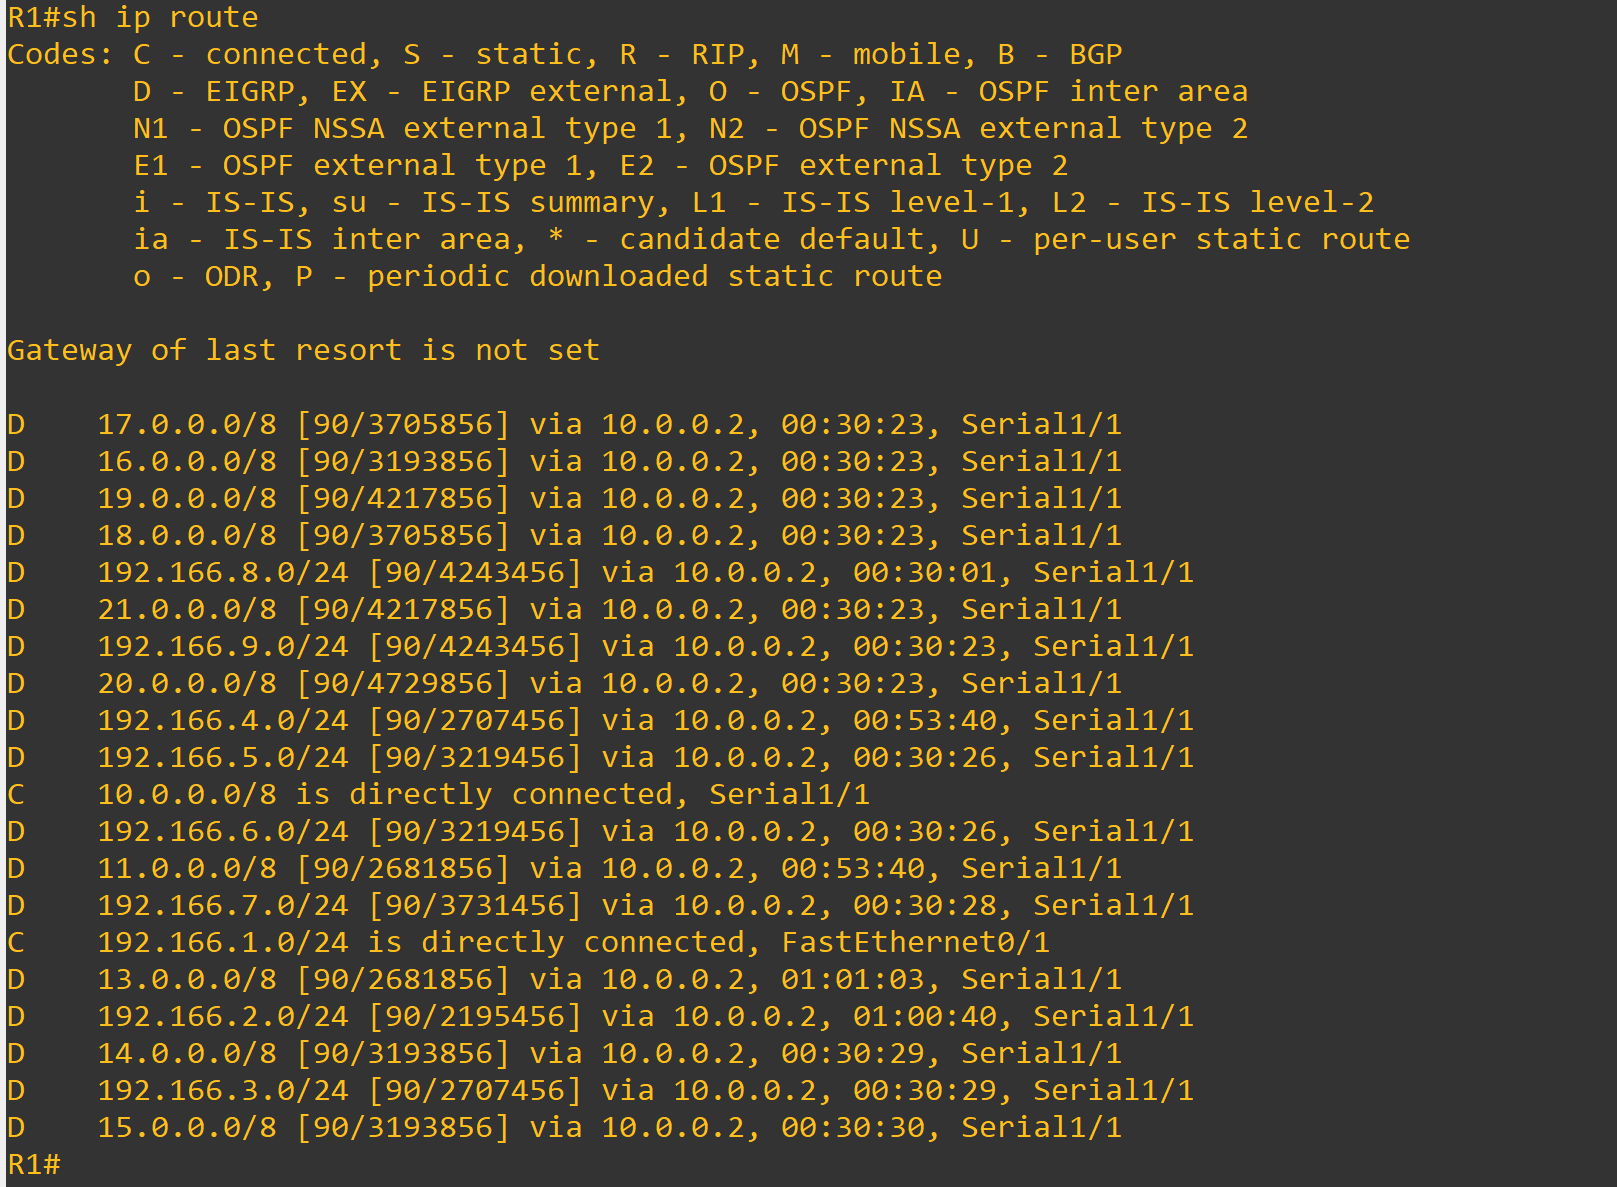 R1#sh ip route
Codes: C - connected, S - static, R - RIP, M - mobile, B - BGP
       D - EIGRP, EX - EIGRP external, O - OSPF, IA - OSPF inter area
       N1 - OSPF NSSA external type 1, N2 - OSPF NSSA external type 2
       E1 - OSPF external type 1, E2 - OSPF external type 2
       i - IS-IS, su - IS-IS summary, L1 - IS-IS level-1, L2 - IS-IS level-2
       ia - IS-IS inter area, * - candidate default, U - per-user static route
       o - ODR, P - periodic downloaded static route

Gateway of last resort is not set

D    17.0.0.0/8 [90/3705856] via 10.0.0.2, 00:30:23, Serial1/1
D    16.0.0.0/8 [90/3193856] via 10.0.0.2, 00:30:23, Serial1/1
D    19.0.0.0/8 [90/4217856] via 10.0.0.2, 00:30:23, Serial1/1
D    18.0.0.0/8 [90/3705856] via 10.0.0.2, 00:30:23, Serial1/1
D    192.166.8.0/24 [90/4243456] via 10.0.0.2, 00:30:01, Serial1/1
D    21.0.0.0/8 [90/4217856] via 10.0.0.2, 00:30:23, Serial1/1
D    192.166.9.0/24 [90/4243456] via 10.0.0.2, 00:30:23, Serial1/1
D    20.0.0.0/8 [90/4729856] via 10.0.0.2, 00:30:23, Serial1/1
D    192.166.4.0/24 [90/2707456] via 10.0.0.2, 00:53:40, Serial1/1
D    192.166.5.0/24 [90/3219456] via 10.0.0.2, 00:30:26, Serial1/1
C    10.0.0.0/8 is directly connected, Serial1/1
D    192.166.6.0/24 [90/3219456] via 10.0.0.2, 00:30:26, Serial1/1
D    11.0.0.0/8 [90/2681856] via 10.0.0.2, 00:53:40, Serial1/1
D    192.166.7.0/24 [90/3731456] via 10.0.0.2, 00:30:28, Serial1/1
C    192.166.1.0/24 is directly connected, FastEthernet0/1
D    13.0.0.0/8 [90/2681856] via 10.0.0.2, 01:01:03, Serial1/1
D    192.166.2.0/24 [90/2195456] via 10.0.0.2, 01:00:40, Serial1/1
D    14.0.0.0/8 [90/3193856] via 10.0.0.2, 00:30:29, Serial1/1
D    192.166.3.0/24 [90/2707456] via 10.0.0.2, 00:30:29, Serial1/1
D    15.0.0.0/8 [90/3193856] via 10.0.0.2, 00:30:30, Serial1/1
R1#